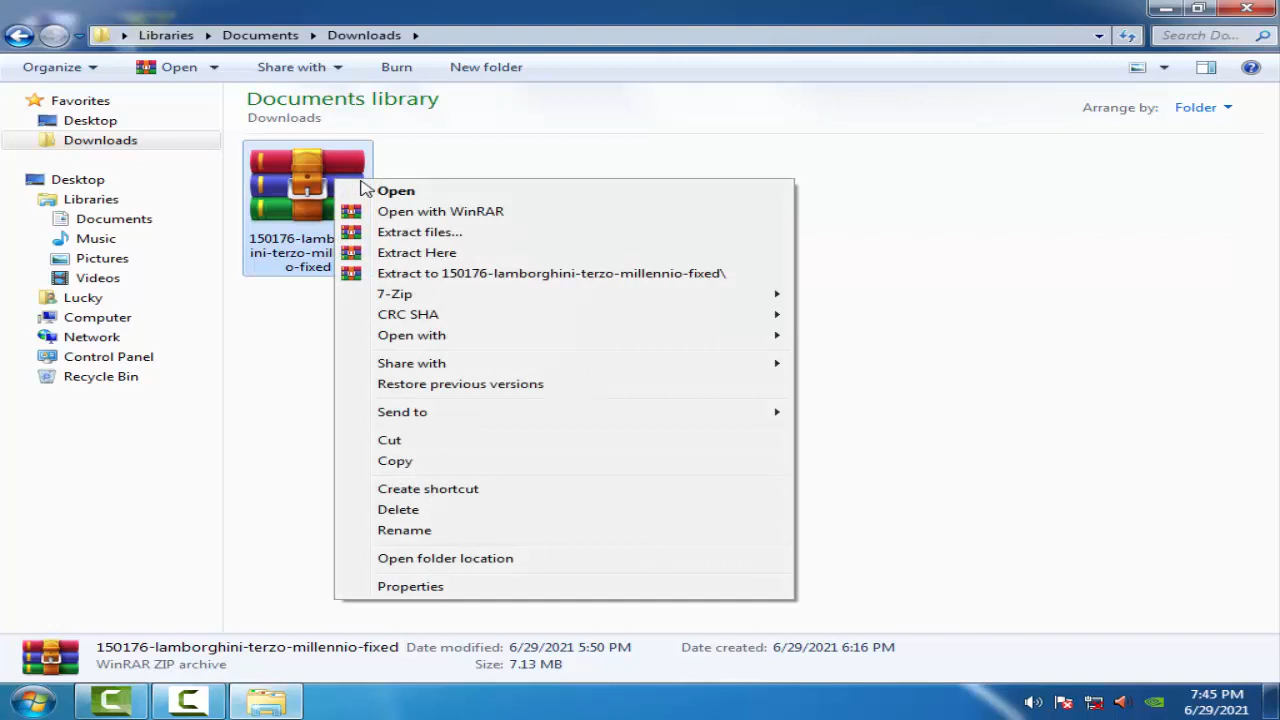 Libraries Documents Downloads
Search Do...
Organize Open Share with Burn New folder
Favorites
Desktop
Downloads
Desktop
Libraries
Documents
Music
Pictures
Videos
Lucky
Computer
Network
Control Panel
Recycle Bin
Documents library
Downloads
Arrange by: Folder
150176-lamb
ini-terzo-mil
o-fixed
Open
Open with WinRAR
Extract files...
Extract Here
Extract to 150176-lamborghini-terzo-millennio-fixed\
7-Zip
CRC SHA
Open with
Share with
Restore previous versions
Send to
Cut
Copy
Create shortcut
Delete
Rename
Open folder location
Properties
150176-lamborghini-terzo-millennio-fixed Date modified: 6/29/2021 5:50 PM Date created: 6/29/2021 6:16 PM
WinRAR ZIP archive Size: 7.13 MB
7:45 PM
6/29/2021